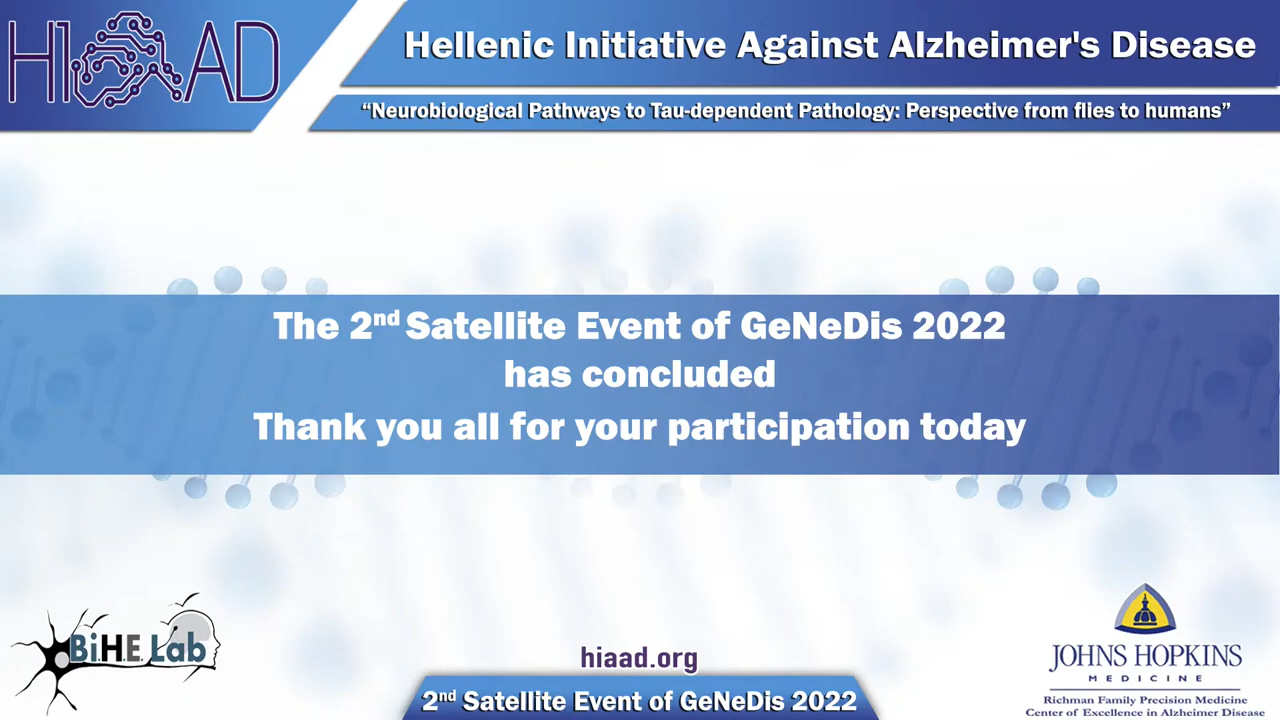 HIAAD
Hellenic Initiative Against Alzheimer's Disease
“Neurobiological Pathways to Tau-dependent Pathology: Perspective from flies to humans”
The 2nd Satellite Event of GeNeDis 2022
has concluded
Thank you all for your participation today
Bi.H.E. Lab
hiaad.org
2nd Satellite Event of GeNeDis 2022
JOHNS HOPKINS
MEDICINE
Richman Family Precision Medicine
Center of Excellence in Alzheimer Disease